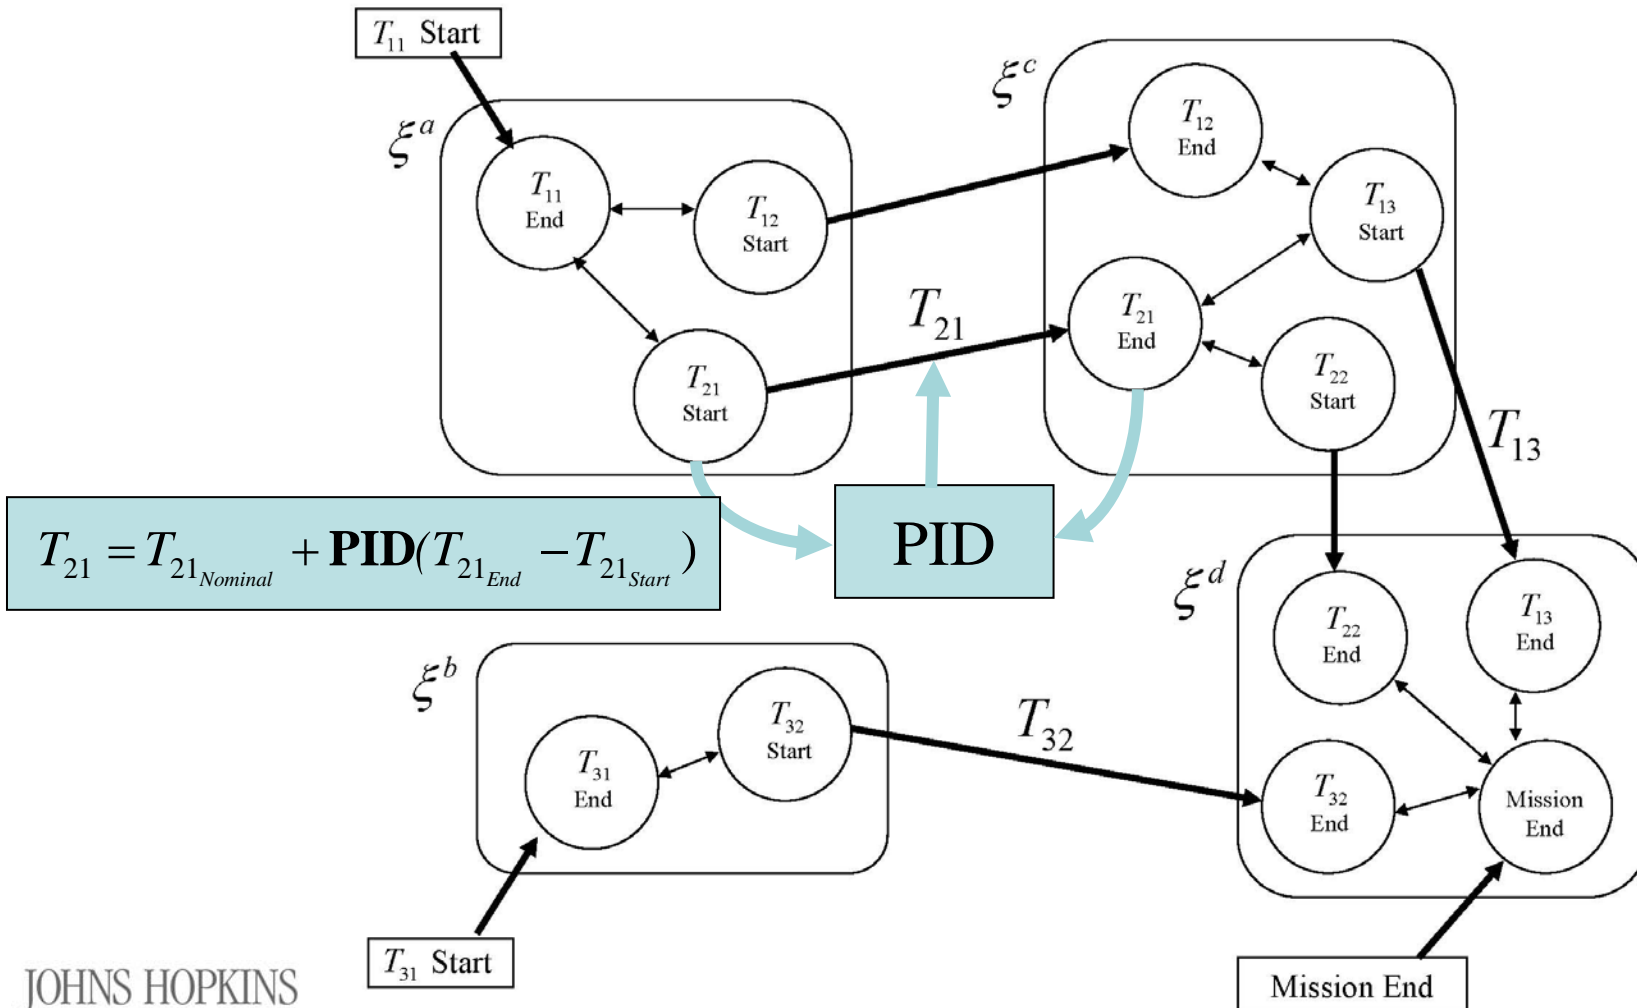 T₁₁ Start
ξᵃ
T₁₁
End
T₁₂
Start
T₂₁
Start
ξᶜ
T₁₂
End
T₁₃
Start
T₂₁
End
T₂₂
Start
T₂₁
T₁₃
T₂₁ = T₂₁Nominal + PID(T₂₁End − T₂₁Start)
PID
ξᵇ
T₃₁
End
T₃₂
Start
T₃₂
ξᵈ
T₂₂
End
T₁₃
End
T₃₂
End
Mission
End
T₃₁ Start
Mission End
JOHNS HOPKINS